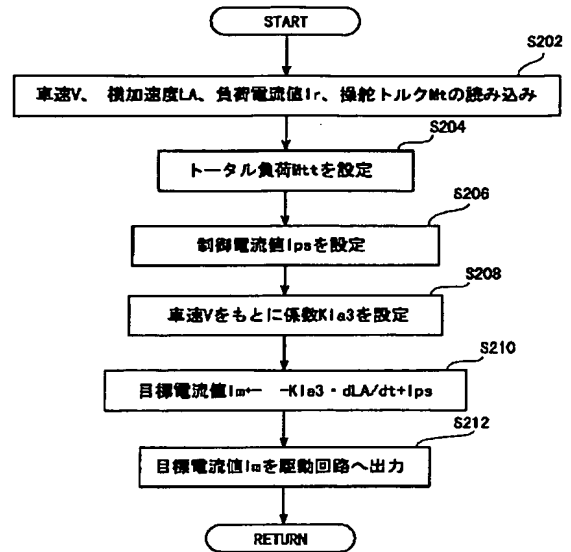 START
S202
車速V、 横加速度LA、負荷電流値Ir、操舵トルクMtの読み込み
S204
トータル負荷Mttを設定
S206
制御電流値Ipsを設定
S208
車速Vをもとに係数Kla3を設定
S210
目標電流値Im← -Kla3・dLA/dt+Ips
S212
目標電流値Imを駆動回路へ出力
RETURN